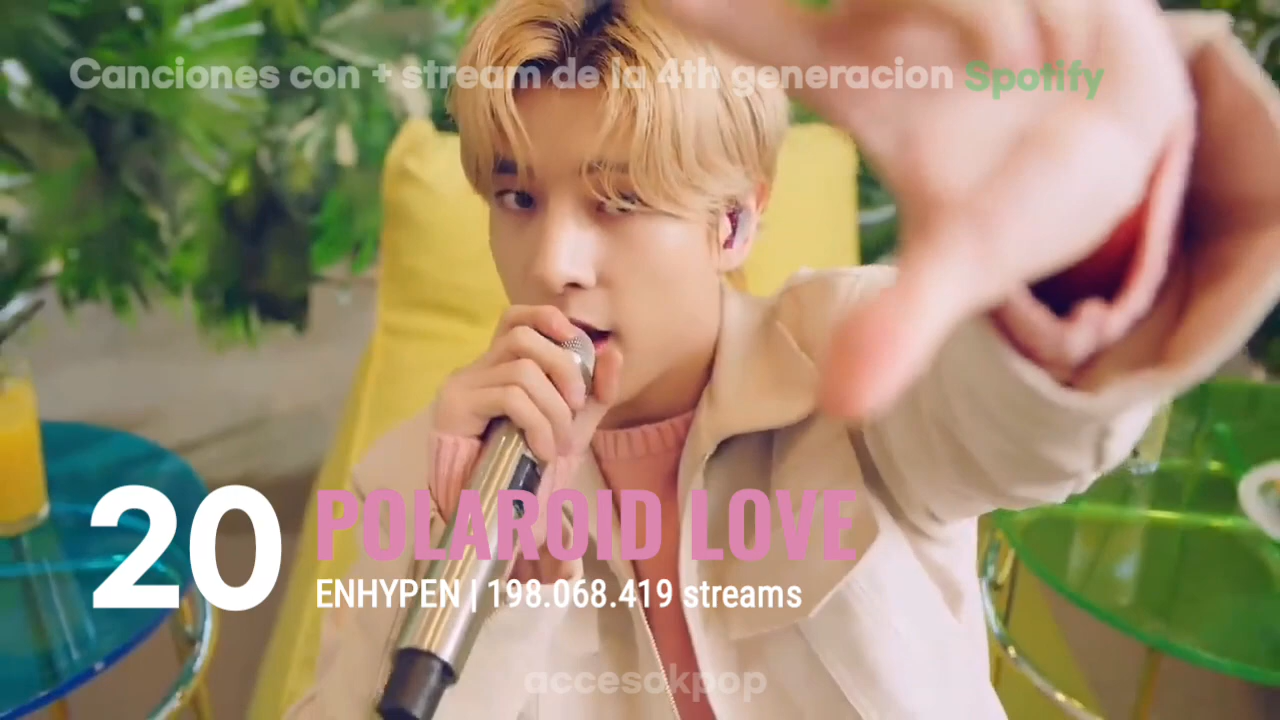 Canciones con + stream de la 4th generacion Spotify
20
POLAROID LOVE
ENHYPEN | 198.068.419 streams
accesokpop